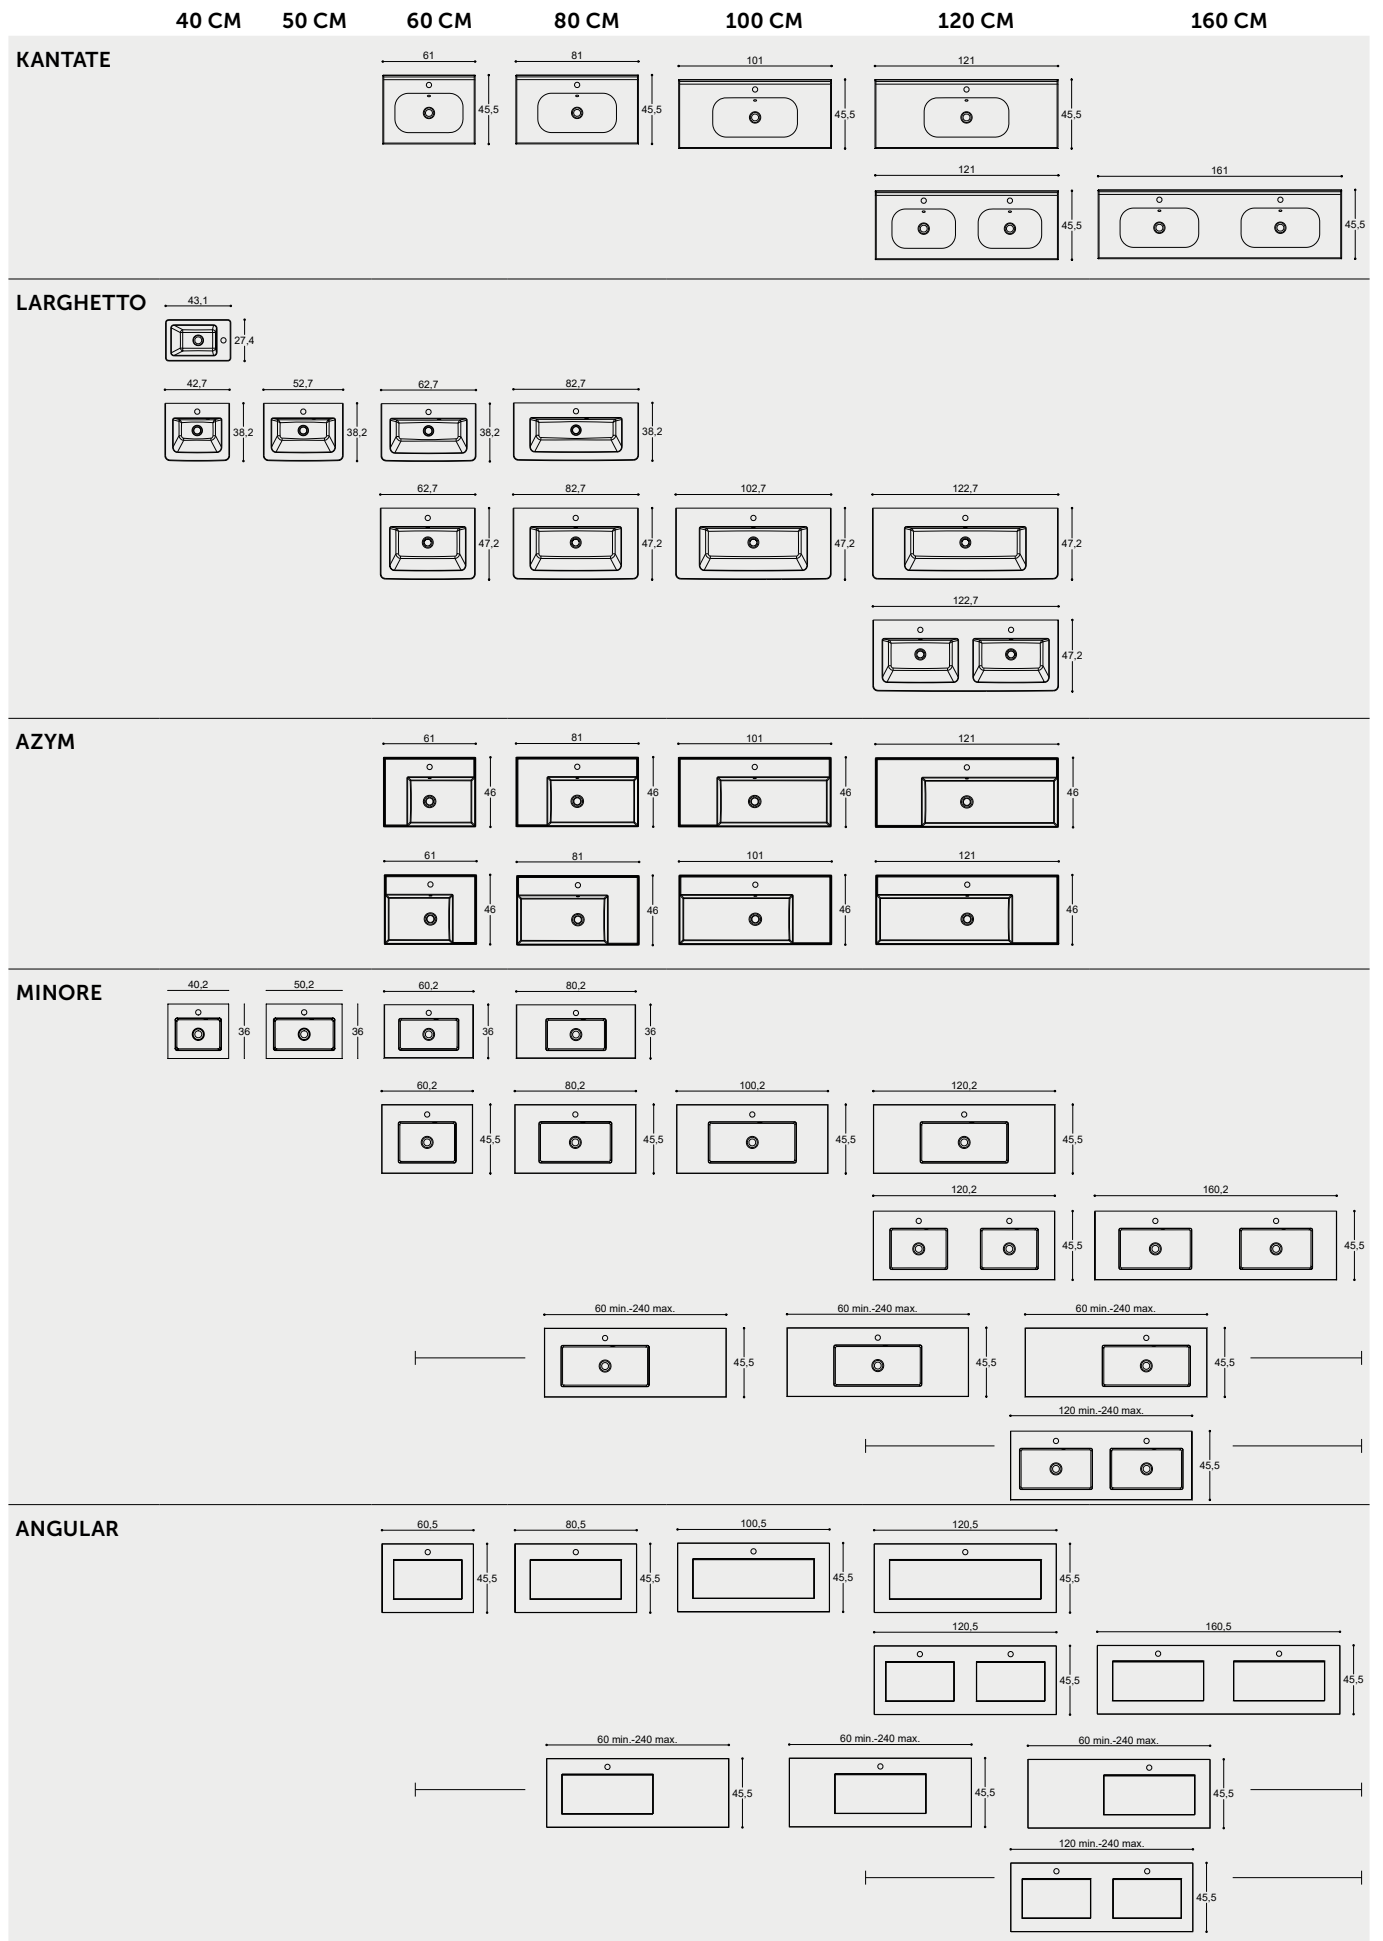 40 CM 50 CM 60 CM 80 CM 100 CM 120 CM 160 CM
KANTATE
61 81 101 121
45,5 45,5 45,5 45,5
121 161
45,5 45,5
LARGHETTO
43,1
27,4
42,7 52,7 62,7 82,7
38,2 38,2 38,2 38,2
62,7 82,7 102,7 122,7
47,2 47,2 47,2 47,2
122,7
47,2
AZYM
61 81 101 121
46 46 46 46
61 81 101 121
46 46 46 46
MINORE
40,2 50,2 60,2 80,2
36 36 36 36
60,2 80,2 100,2 120,2
45,5 45,5 45,5 45,5
120,2 160,2
45,5 45,5
60 min.-240 max. 60 min.-240 max. 60 min.-240 max.
45,5 45,5 45,5
120 min.-240 max.
45,5
ANGULAR
60,5 80,5 100,5 120,5
45,5 45,5 45,5 45,5
120,5 160,5
45,5 45,5
60 min.-240 max. 60 min.-240 max. 60 min.-240 max.
45,5 45,5 45,5
120 min.-240 max.
45,5